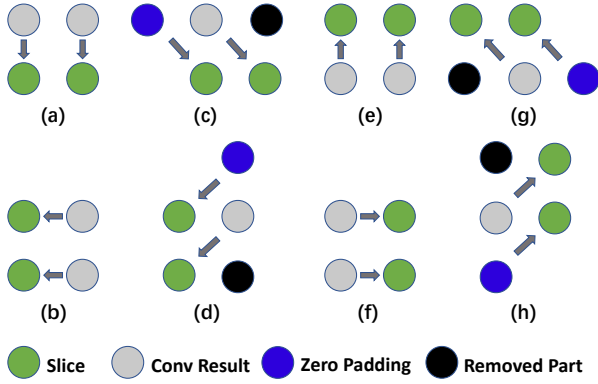 (a) (c) (e) (g)
(b) (d) (f) (h)
Slice Conv Result Zero Padding Removed Part